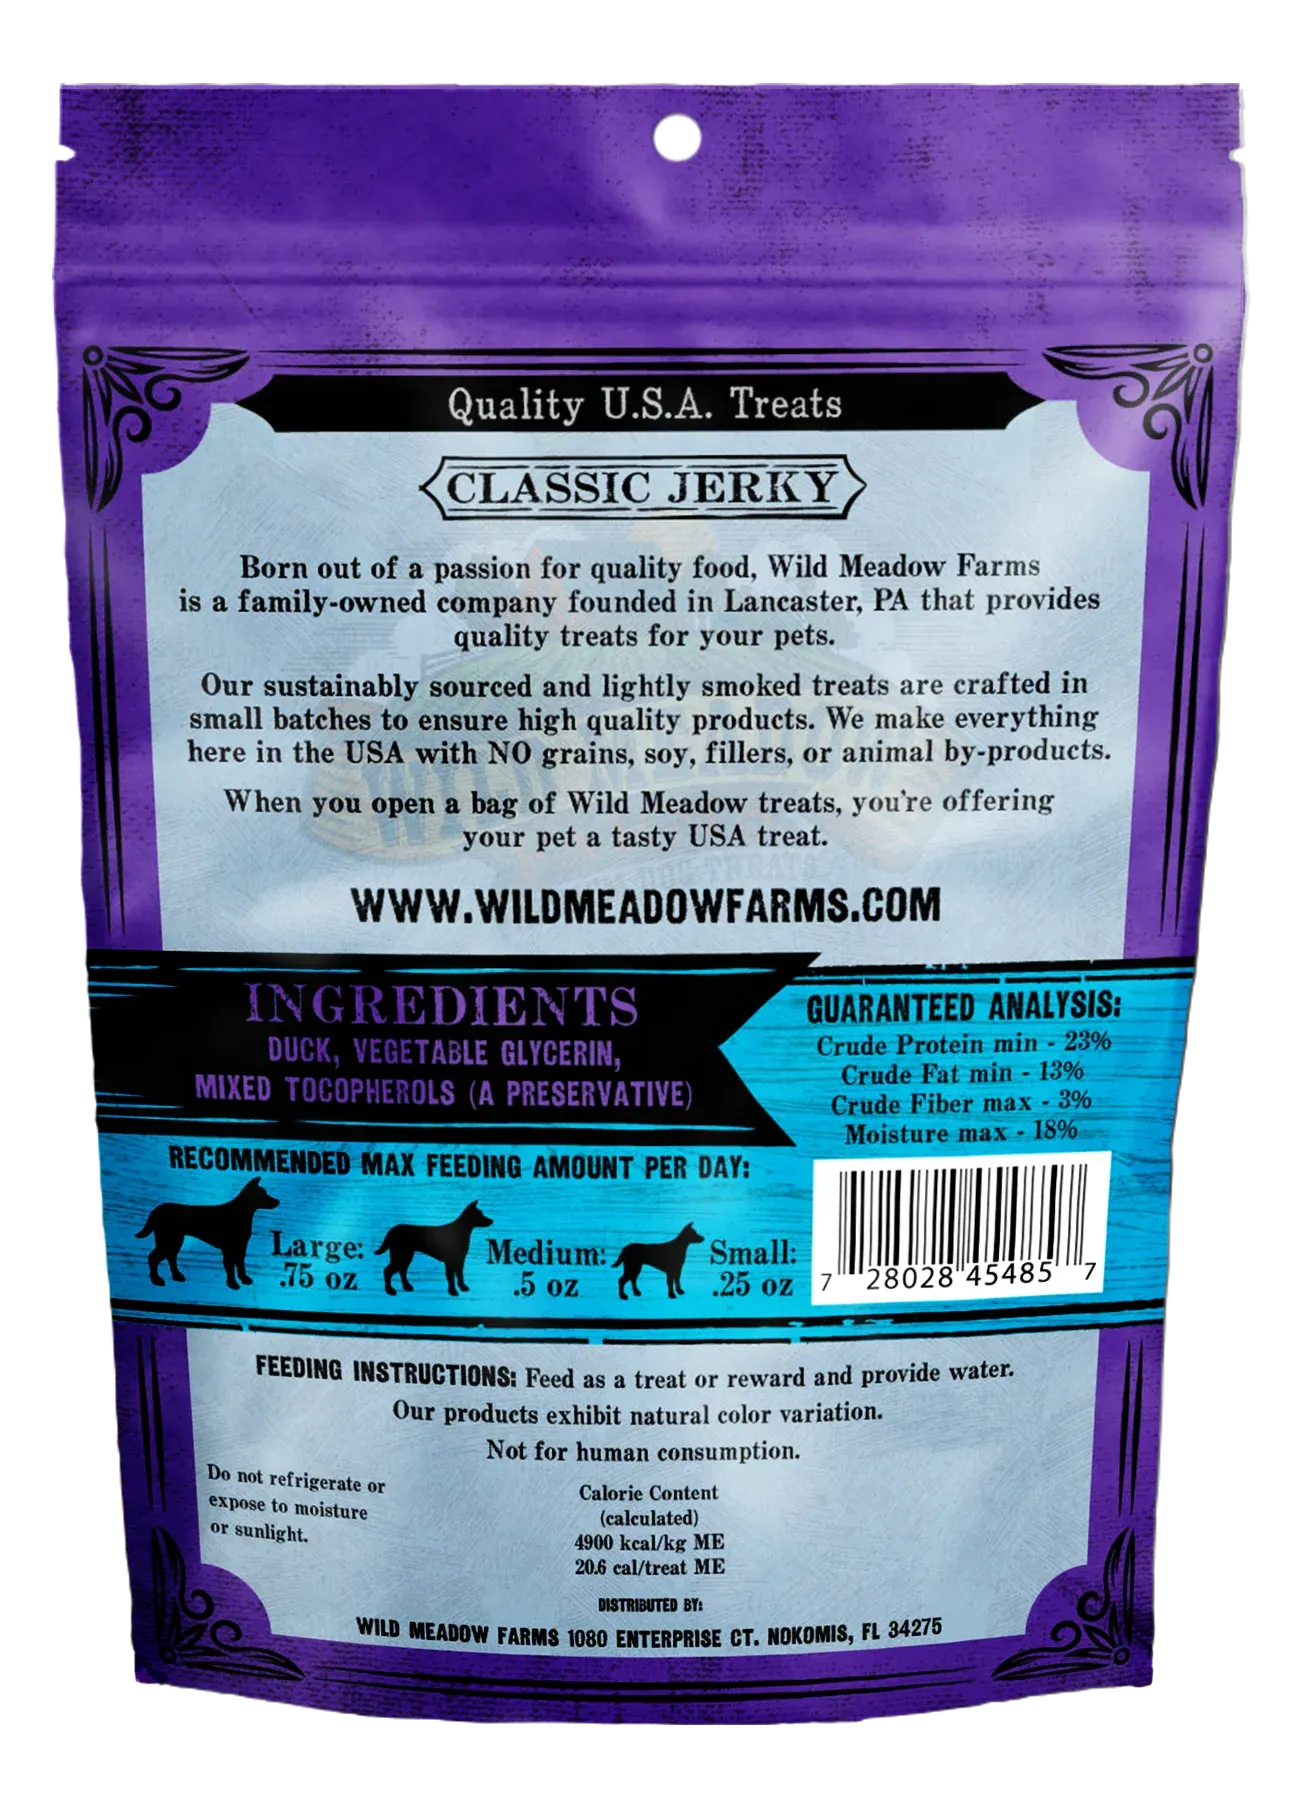 Quality U.S.A. Treats
CLASSIC JERKY
Born out of a passion for quality food, Wild Meadow Farms
is a family-owned company founded in Lancaster, PA that provides
quality treats for your pets.
Our sustainably sourced and lightly smoked treats are crafted in
small batches to ensure high quality products. We make everything
here in the USA with NO grains, soy, fillers, or animal by-products.
When you open a bag of Wild Meadow treats, you're offering
your pet a tasty USA treat.
WWW.WILDMEADOWFARMS.COM
INGREDIENTS
DUCK, VEGETABLE GLYCERIN,
MIXED TOCOPHEROLS (A PRESERVATIVE)
GUARANTEED ANALYSIS:
Crude Protein min - 23%
Crude Fat min - 13%
Crude Fiber max - 3%
Moisture max - 18%
RECOMMENDED MAX FEEDING AMOUNT PER DAY:
Large:
.75 oz
Medium:
.5 oz
Small:
.25 oz
7 28028 45485 7
FEEDING INSTRUCTIONS: Feed as a treat or reward and provide water.
Our products exhibit natural color variation.
Not for human consumption.
Do not refrigerate or
expose to moisture
or sunlight.
Calorie Content
(calculated)
4900 kcal/kg ME
20.6 cal/treat ME
DISTRIBUTED BY:
WILD MEADOW FARMS 1080 ENTERPRISE CT. NOKOMIS, FL 34275